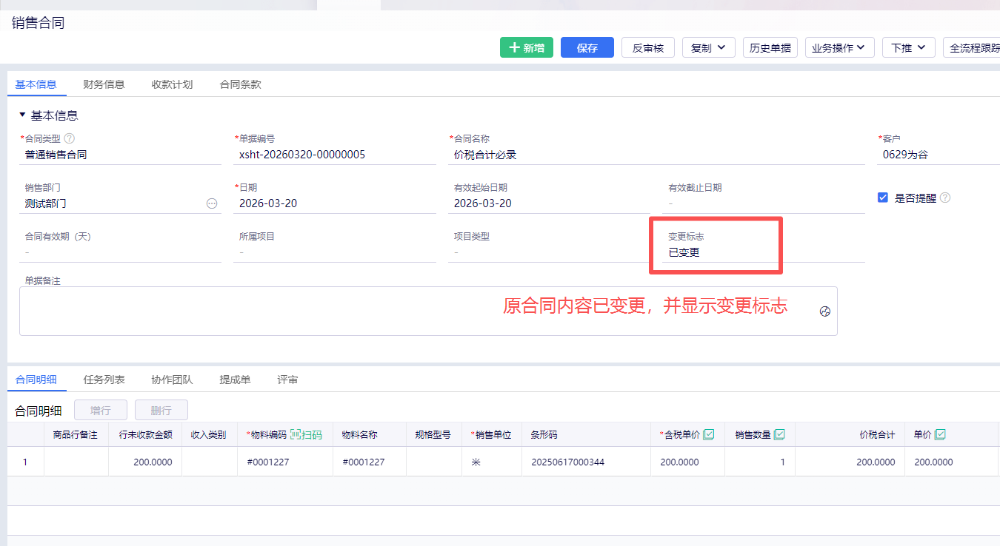 销售合同
新增 保存 反审核 复制 历史单据 业务操作 下推 全流程跟踪
基本信息 财务信息 收款计划 合同条款
基本信息
*合同类型 *单据编号 *合同名称 *客户
普通销售合同 xsht-20260320-00000005 价税合计必录 0629为谷
销售部门 *日期 有效起始日期 有效截止日期
测试部门 2026-03-20 2026-03-20 - 是否提醒
合同有效期（天） 所属项目 项目类型 变更标志
- - - 已变更
单据备注
原合同内容已变更，并显示变更标志
合同明细 任务列表 协作团队 提成单 评审
合同明细 增行 删行
商品行备注 行未收款金额 收入类别 *物料编码 扫码 物料名称 规格型号 *销售单位 条形码 *含税单价 销售数量 价税合计 单价
1 200.0000 #0001227 #0001227 米 20250617000344 200.0000 1 200.0000 200.0000